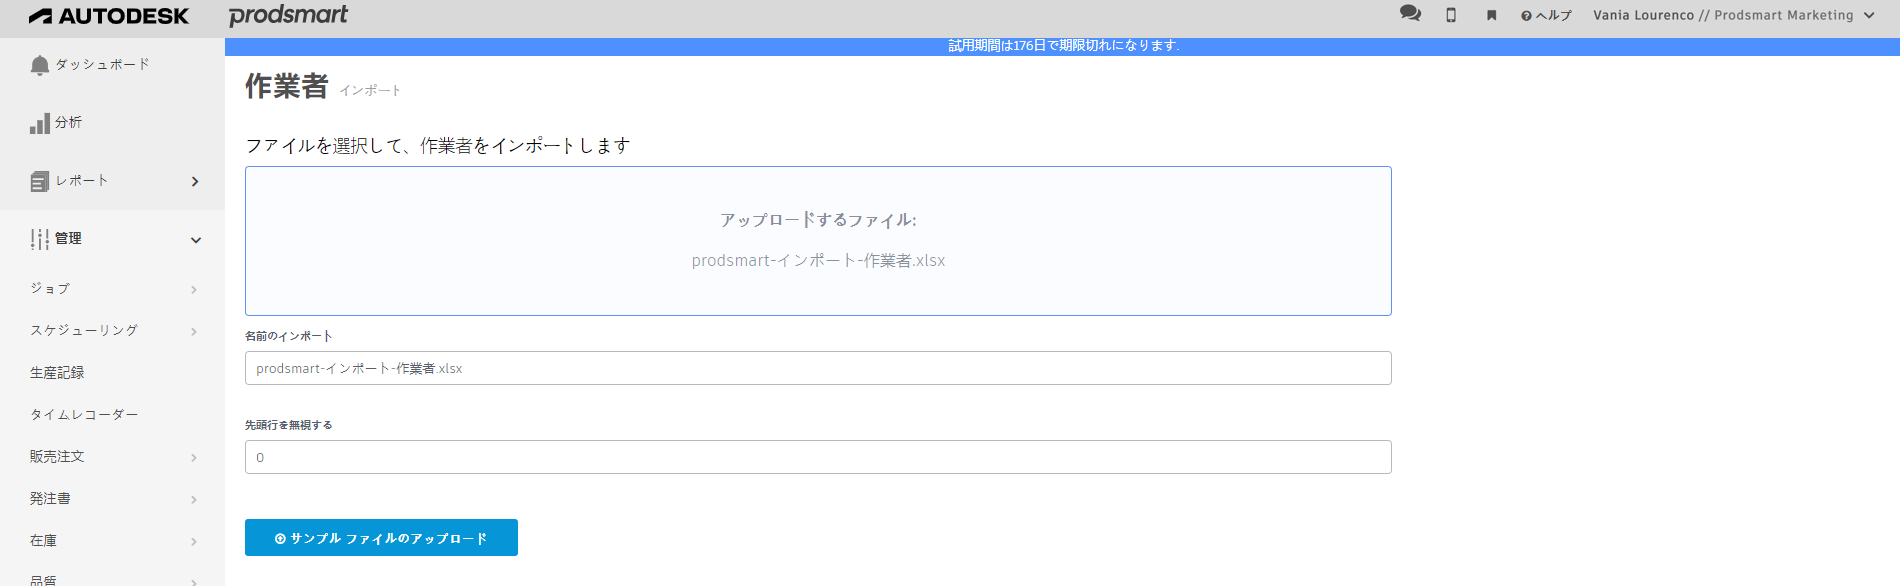 AUTODESK prodsmart
ヘルプ Vania Lourenco // Prodsmart Marketing
試用期間は176日で期限切れになります.
ダッシュボード
分析
レポート
管理
ジョブ
スケジューリング
生産記録
タイムレコーダー
販売注文
発注書
在庫
品質
作業者 インポート
ファイルを選択して、作業者をインポートします
アップロードするファイル:
prodsmart-インポート-作業者.xlsx
名前のインポート
prodsmart-インポート-作業者.xlsx
先頭行を無視する
0
サンプル ファイルのアップロード